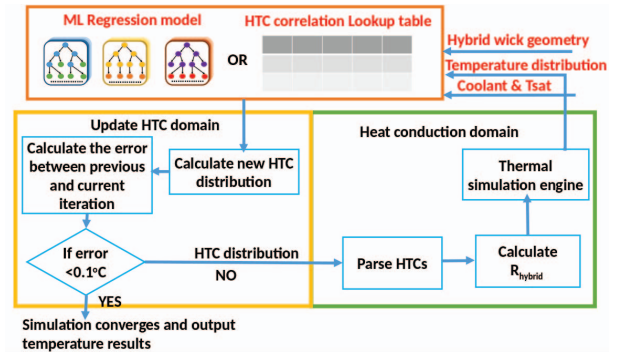 ML Regression model
HTC correlation Lookup table
OR
Hybrid wick geometry
Temperature distribution
Coolant & Tsat
Update HTC domain
Heat conduction domain
Calculate the error
between previous
and current
iteration
Calculate new HTC
distribution
Thermal
simulation engine
If error
<0.1°C
HTC distribution
NO
Parse HTCs
Calculate
Rhybrid
YES
Simulation converges and output
temperature results